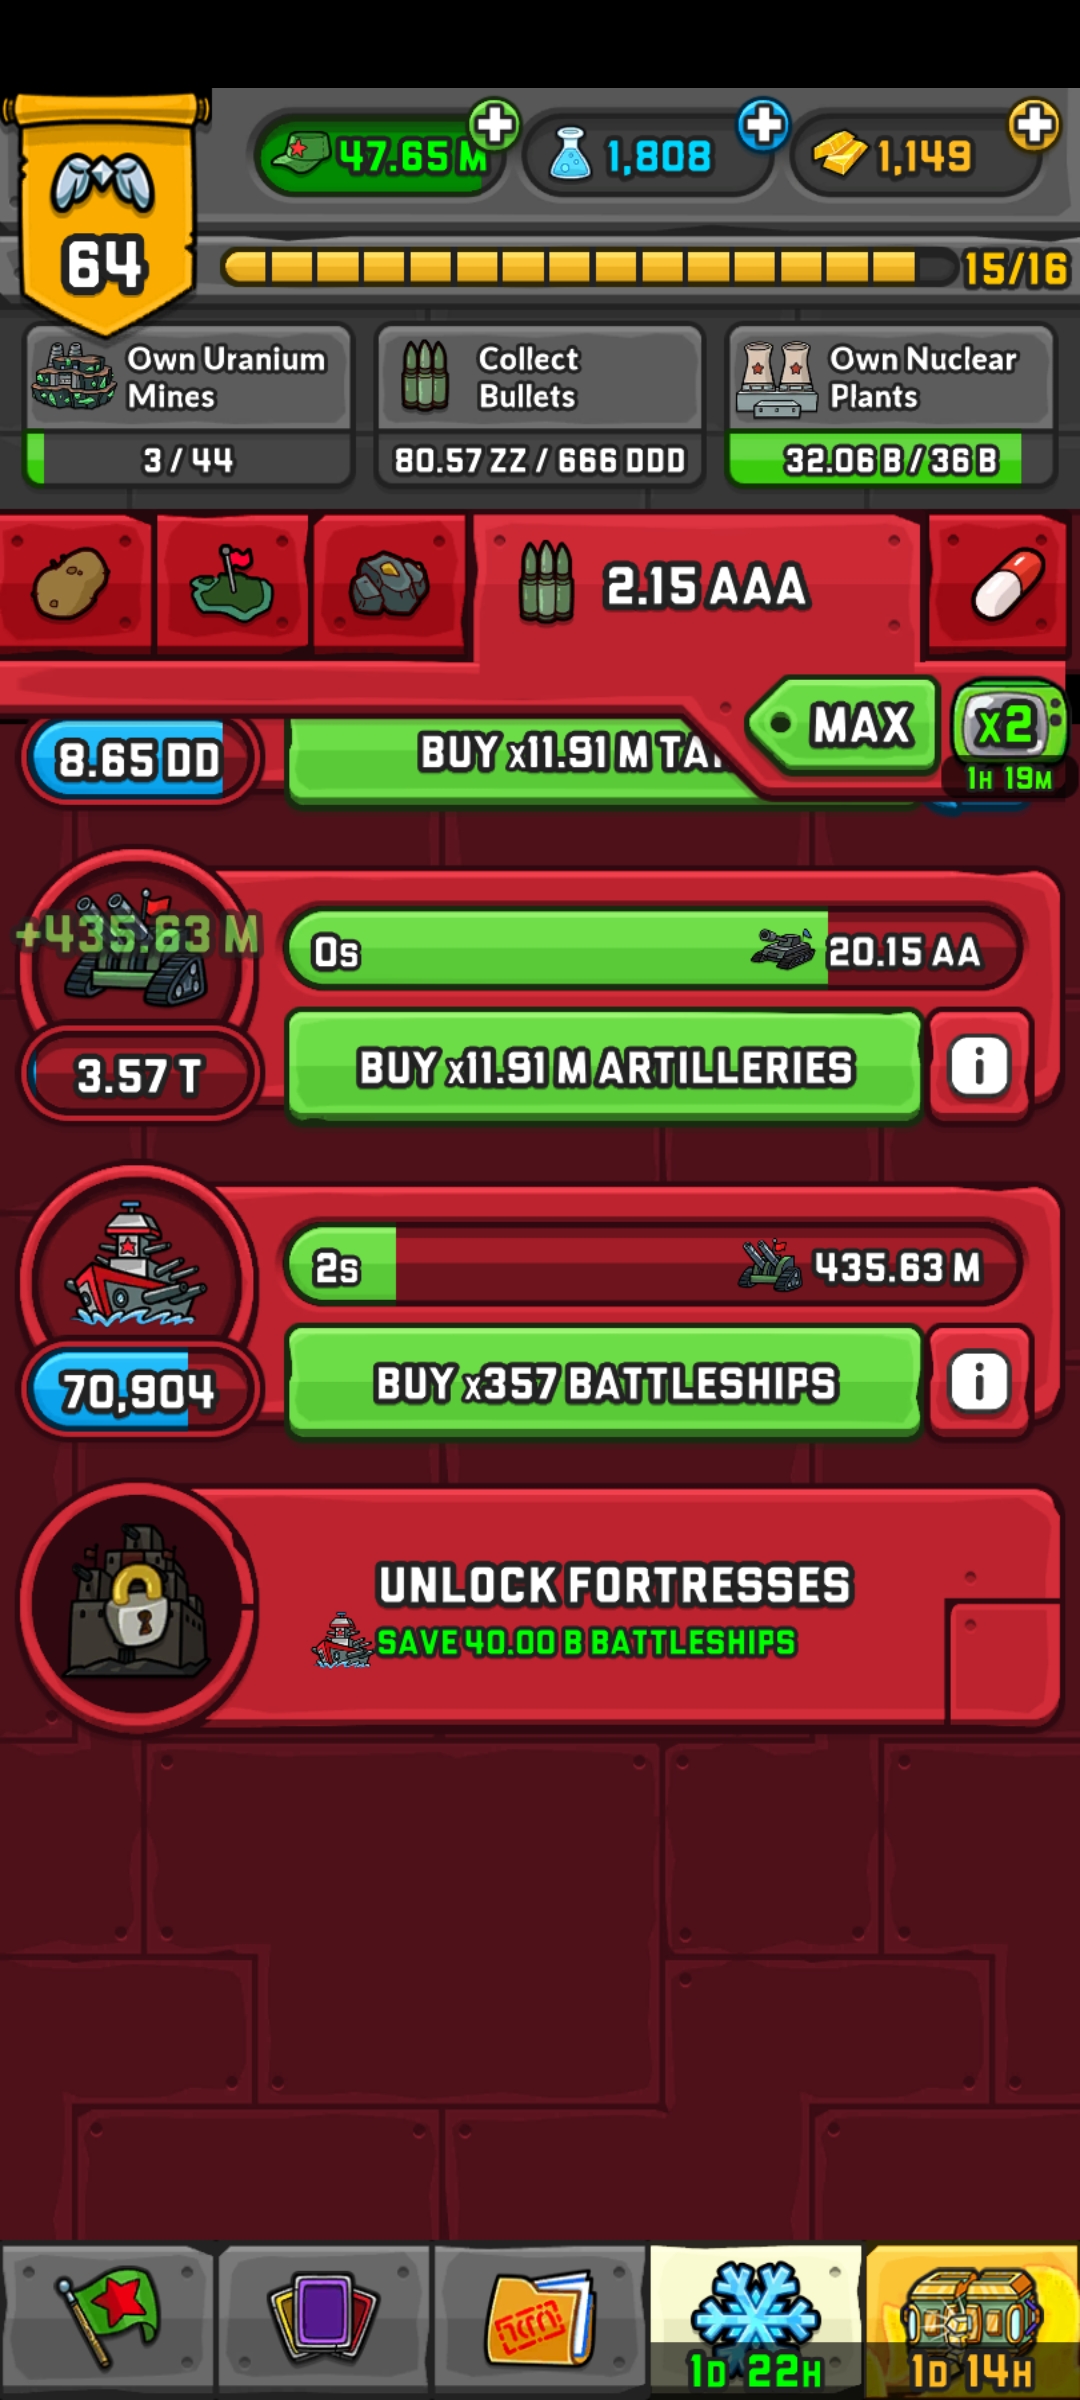 47.65 M
1,808
1,149
64
15/16
Own Uranium
Mines
3 / 44
Collect
Bullets
80.57 ZZ / 666 DDD
Own Nuclear
Plants
32.06 B / 36 B
2.15 AAA
MAX
x2
1H 19M
8.65 DD
BUY x11.91 M
+435.63 M
0s
20.15 AA
3.57 T
BUY x11.91 M ARTILLERIES
i
2s
435.63 M
70,904
BUY x357 BATTLESHIPS
i
UNLOCK FORTRESSES
SAVE 40.00 B BATTLESHIPS
1D 22H
1D 14H